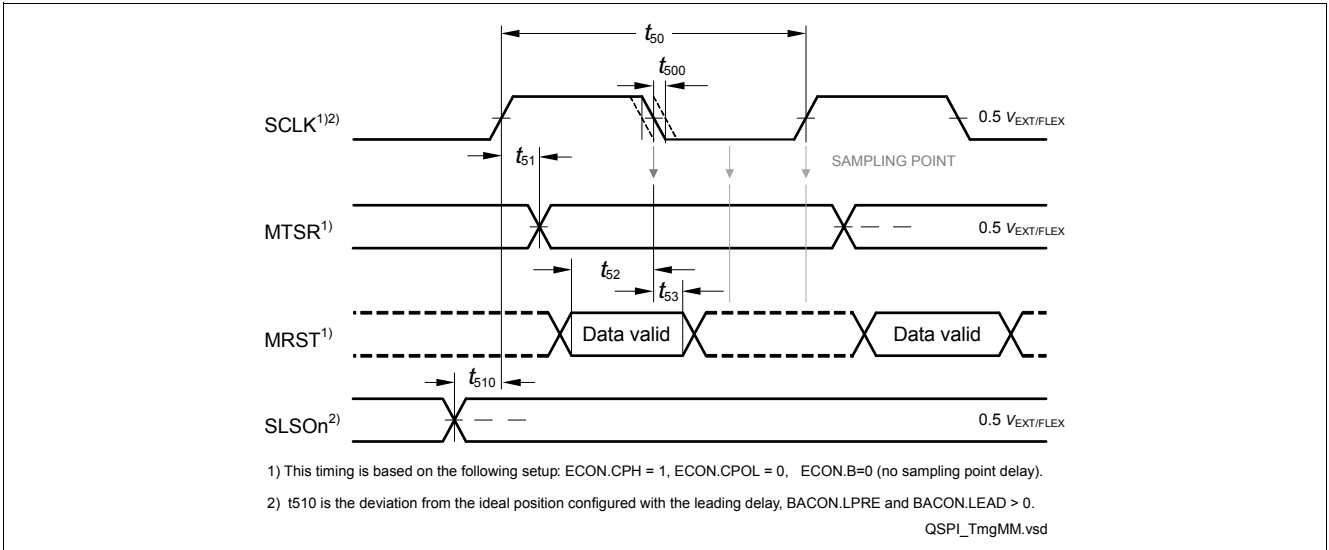 t50
t500
SCLK1)2)
0.5 VEXT/FLEX
t51
SAMPLING POINT
MTSR1)
0.5 VEXT/FLEX
t52
t53
MRST1)
Data valid
Data valid
t510
SLSOn2)
0.5 VEXT/FLEX
1) This timing is based on the following setup: ECON.CPH = 1, ECON.CPOL = 0, ECON.B=0 (no sampling point delay).
2) t510 is the deviation from the ideal position configured with the leading delay, BACON.LPRE and BACON.LEAD > 0.
QSPI_TmgMM.vsd